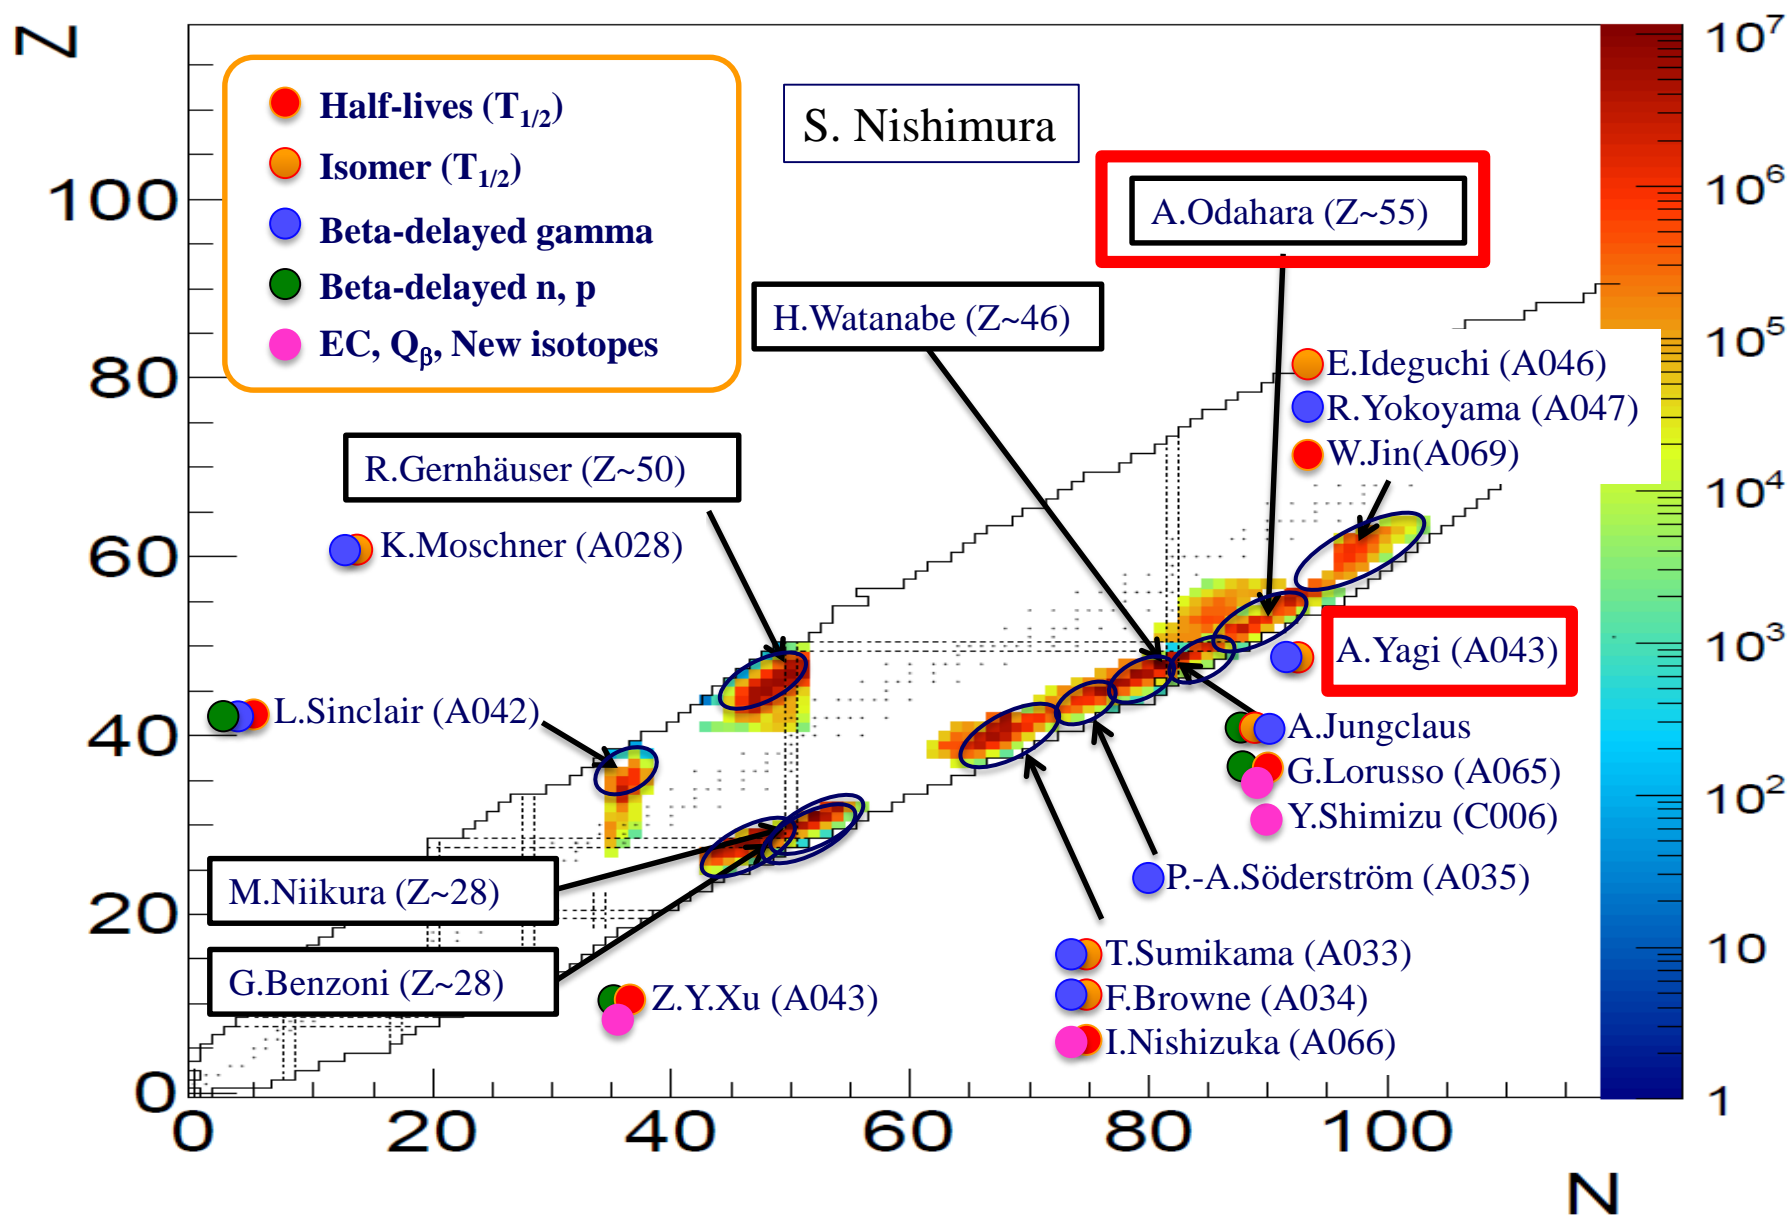 Z
Half-lives (T1/2)
Isomer (T1/2)
Beta-delayed gamma
Beta-delayed n, p
EC, Qβ, New isotopes
S. Nishimura
A.Odahara (Z~55)
H.Watanabe (Z~46)
E.Ideguchi (A046)
R.Yokoyama (A047)
W.Jin(A069)
R.Gernhäuser (Z~50)
K.Moschner (A028)
A.Yagi (A043)
L.Sinclair (A042)
A.Jungclaus
G.Lorusso (A065)
Y.Shimizu (C006)
M.Niikura (Z~28)
P.-A.Söderström (A035)
G.Benzoni (Z~28)
Z.Y.Xu (A043)
T.Sumikama (A033)
F.Browne (A034)
I.Nishizuka (A066)
100
80
60
40
20
0
0 20 40 60 80 100
N
10^7
10^6
10^5
10^4
10^3
10^2
10
1